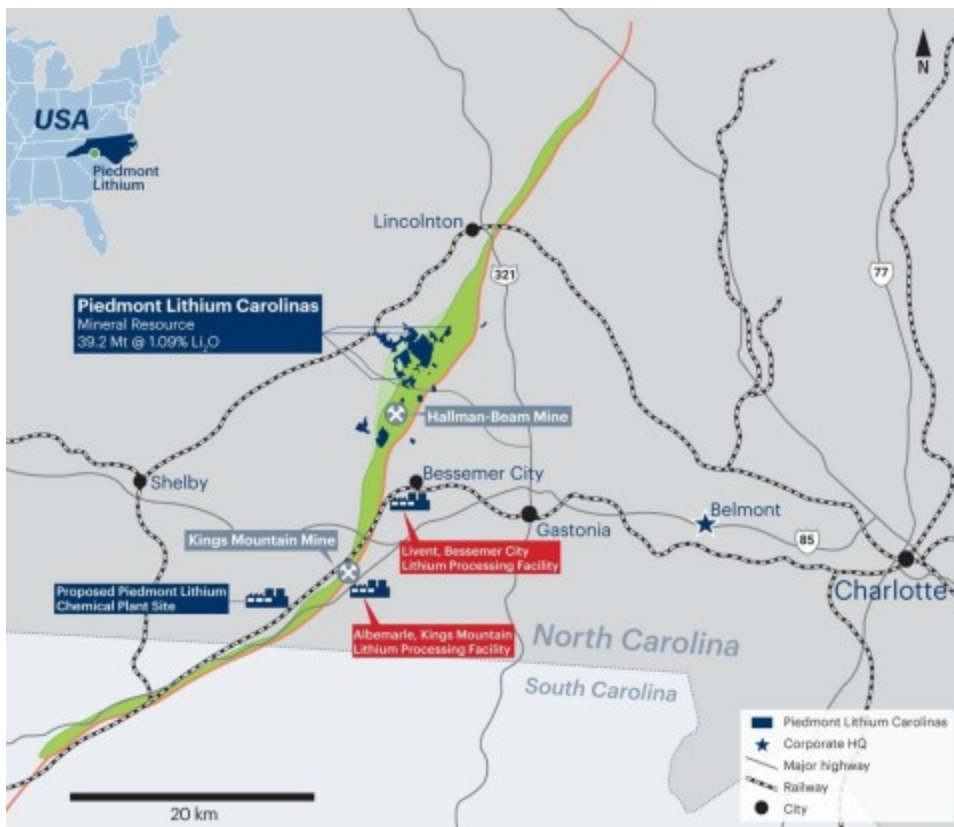 N
USA
Piedmont
Lithium
Lincolnton
321
77
Piedmont Lithium Carolinas
Mineral Resource
39.2 Mt @ 1.09% Li₂O
Hallman-Beam Mine
Shelby
Bessemer City
Belmont
Gastonia
85
Kings Mountain Mine
Livent, Bessemer City
Lithium Processing Facility
Charlotte
Proposed Piedmont Lithium
Chemical Plant Site
Albemarle, Kings Mountain
Lithium Processing Facility
North Carolina
South Carolina
Piedmont Lithium Carolinas
Corporate HQ
Major highway
Railway
City
20 km